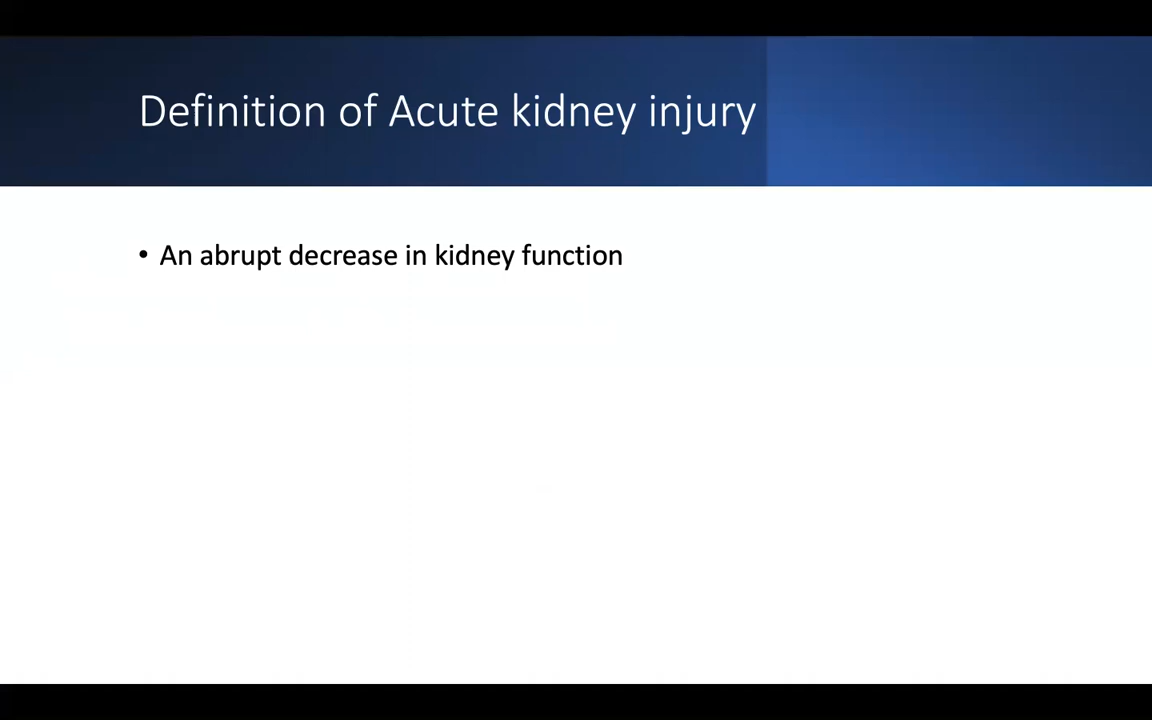 Definition of Acute kidney injury
• An abrupt decrease in kidney function